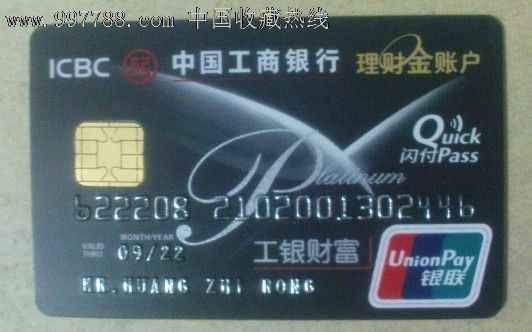 www.997788.com 中国收藏热线
ICBC 中国工商银行 理财金账户
Quick
闪付Pass
Platinum
622208 2102001302446
MONTH/YEAR
VALID
THRU 09/22
工银财富
UnionPay
银联
MR.HUANG ZHI RONG